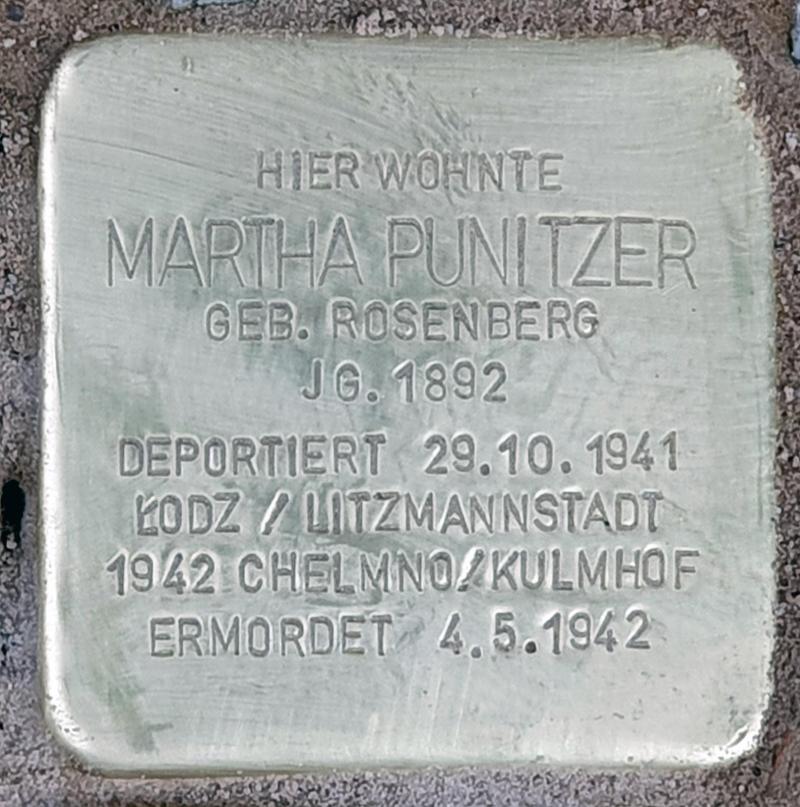 HIER WOHNTE
MARTHA PUNITZER
GEB. ROSENBERG
JG. 1892
DEPORTIERT 29.10.1941
ŁODZ / LITZMANNSTADT
1942 CHELMNO/KULMHOF
ERMORDET 4.5.1942